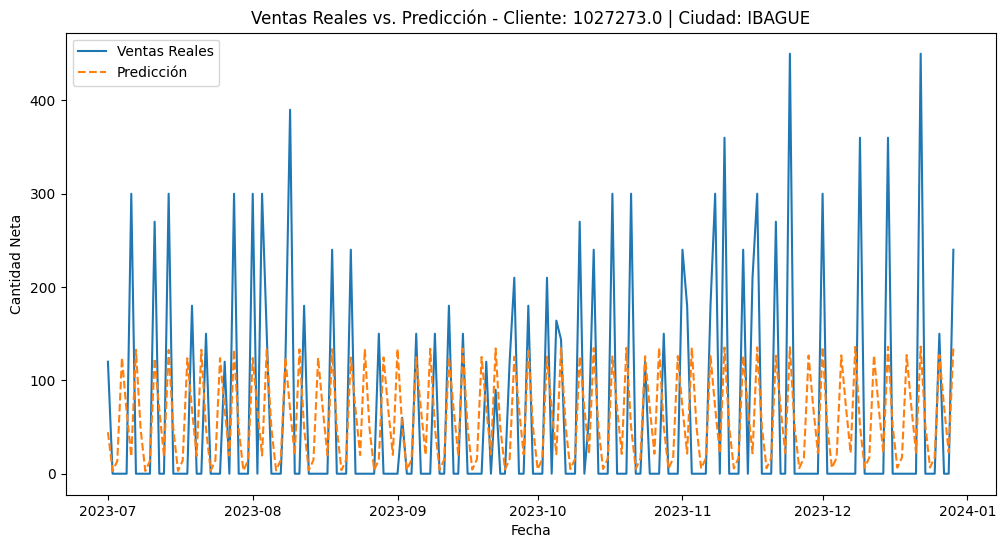 Ventas Reales vs. Predicción - Cliente: 1027273.0 | Ciudad: IBAGUE
Ventas Reales
Predicción
Cantidad Neta
400
300
200
100
0
2023-07
2023-08
2023-09
2023-10
2023-11
2023-12
2024-01
Fecha